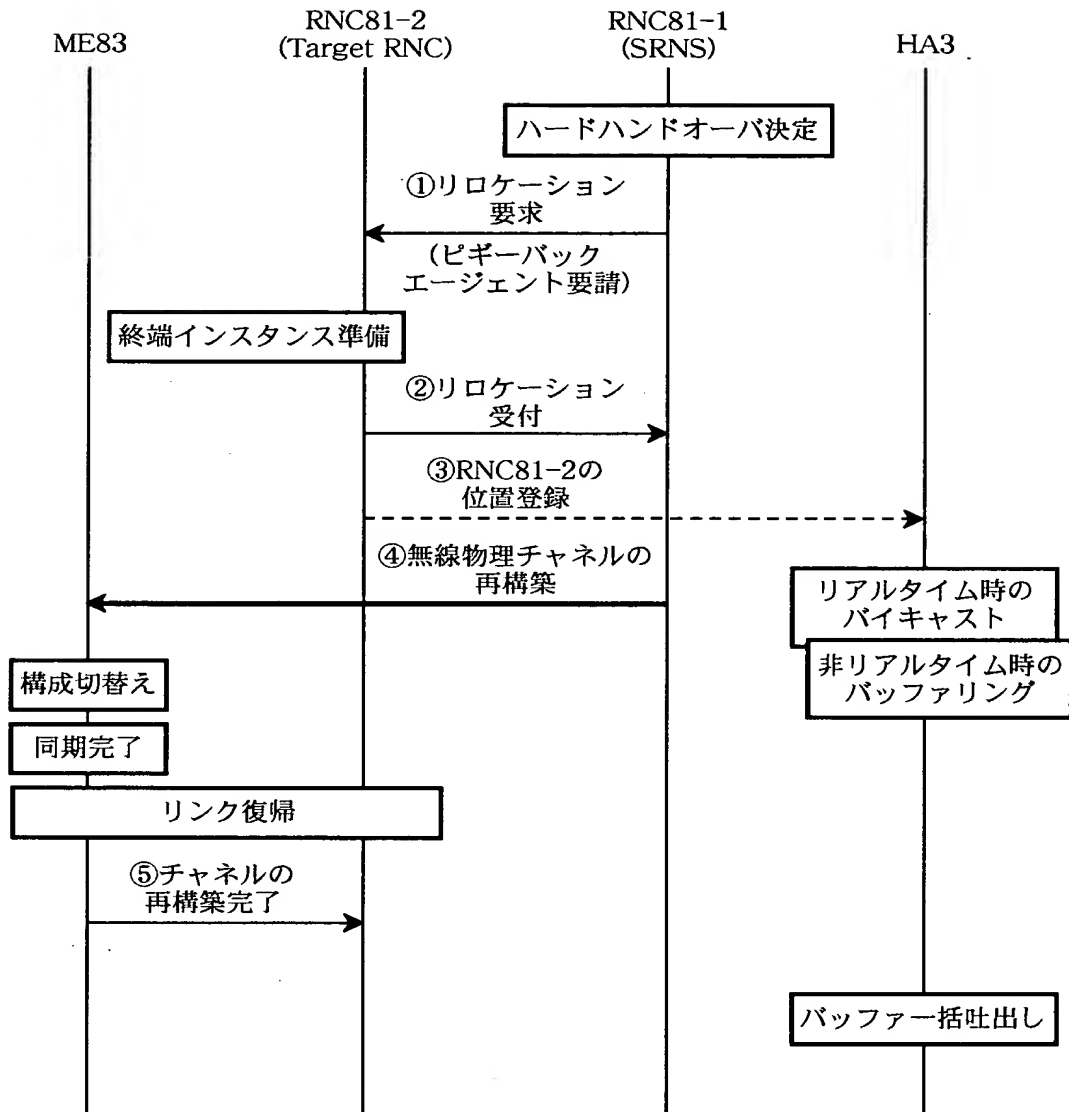 ME83
RNC81-2
(Target RNC)
RNC81-1
(SRNS)
HA3
ハードハンドオーバ決定
①リロケーション
要求
(ピギーバック
エージェント要請)
終端インスタンス準備
②リロケーション
受付
③RNC81-2の
位置登録
④無線物理チャネルの
再構築
リアルタイム時の
バイキャスト
非リアルタイム時の
バッファリング
構成切替え
同期完了
リンク復帰
⑤チャネルの
再構築完了
バッファ一括吐出し